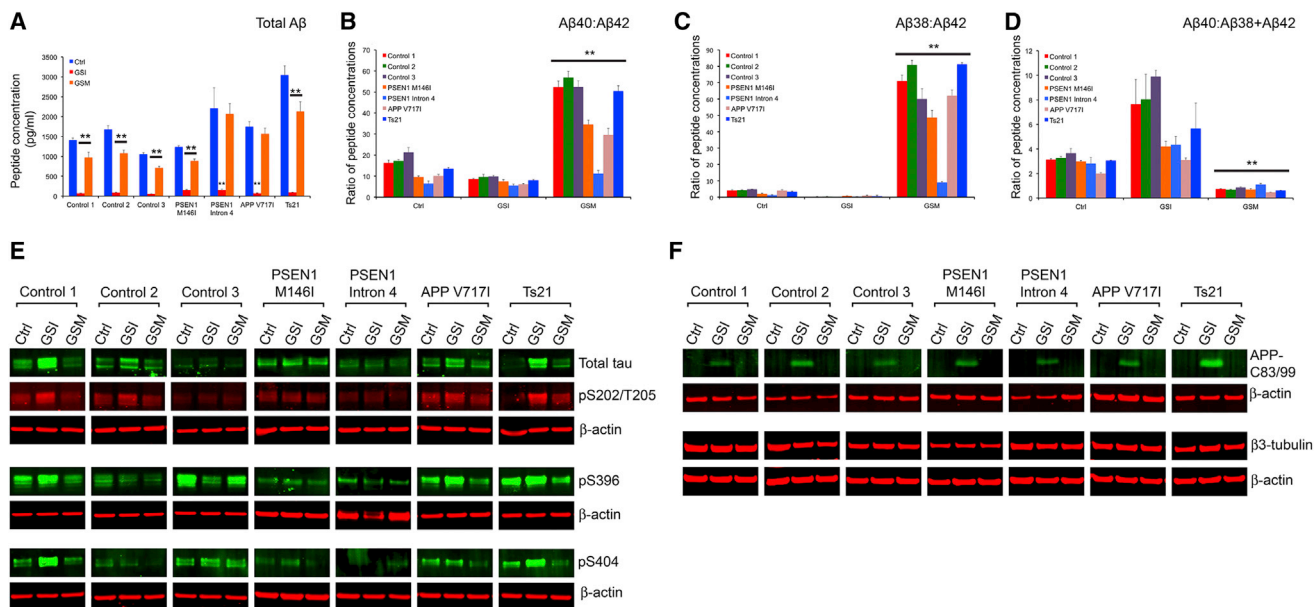 A
Total Aβ
Peptide concentration
(pg/ml)
3500
3000
2500
2000
1500
1000
500
0
Ctrl
GSI
GSM
**
**
**
**
**
**
**
Control 1
Control 2
Control 3
PSEN1 M146I
PSEN1 Intron 4
APP V717I
Ts21
B
Aβ40:Aβ42
Ratio of peptide concentrations
70
60
50
40
30
20
10
0
Control 1
Control 2
Control 3
PSEN1 M146I
PSEN1 Intron 4
APP V717I
Ts21
**
Ctrl
GSI
GSM
C
Aβ38:Aβ42
Ratio of peptide concentrations
90
80
70
60
50
40
30
20
10
0
Control 1
Control 2
Control 3
PSEN1 M146I
PSEN1 Intron 4
APP V717I
Ts21
**
Ctrl
GSI
GSM
D
Aβ40:Aβ38+Aβ42
Ratio of peptide concentrations
12
10
8
6
4
2
0
Control 1
Control 2
Control 3
PSEN1 M146I
PSEN1 Intron 4
APP V717I
Ts21
**
Ctrl
GSI
GSM
E
Control 1
Control 2
Control 3
PSEN1 M146I
PSEN1 Intron 4
APP V717I
Ts21
Ctrl GSI GSM Ctrl GSI GSM Ctrl GSI GSM Ctrl GSI GSM Ctrl GSI GSM Ctrl GSI GSM Ctrl GSI GSM
Total tau
pS202/T205
β-actin
pS396
β-actin
pS404
β-actin
F
Control 1
Control 2
Control 3
PSEN1 M146I
PSEN1 Intron 4
APP V717I
Ts21
Ctrl GSI GSM Ctrl GSI GSM Ctrl GSI GSM Ctrl GSI GSM Ctrl GSI GSM Ctrl GSI GSM Ctrl GSI GSM
APP-
C83/99
β-actin
β3-tubulin
β-actin